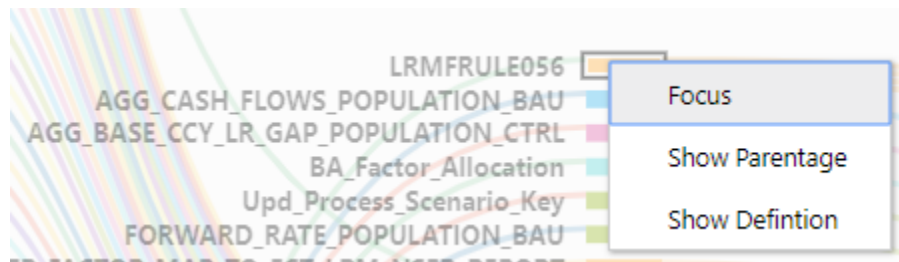 LRMFRULE056
AGG_CASH_FLOWS_POPULATION_BAU
AGG_BASE_CCY_LR_GAP_POPULATION_CTRL
BA_Factor_Allocation
Upd_Process_Scenario_Key
FORWARD_RATE_POPULATION_BAU
Focus
Show Parentage
Show Defintion